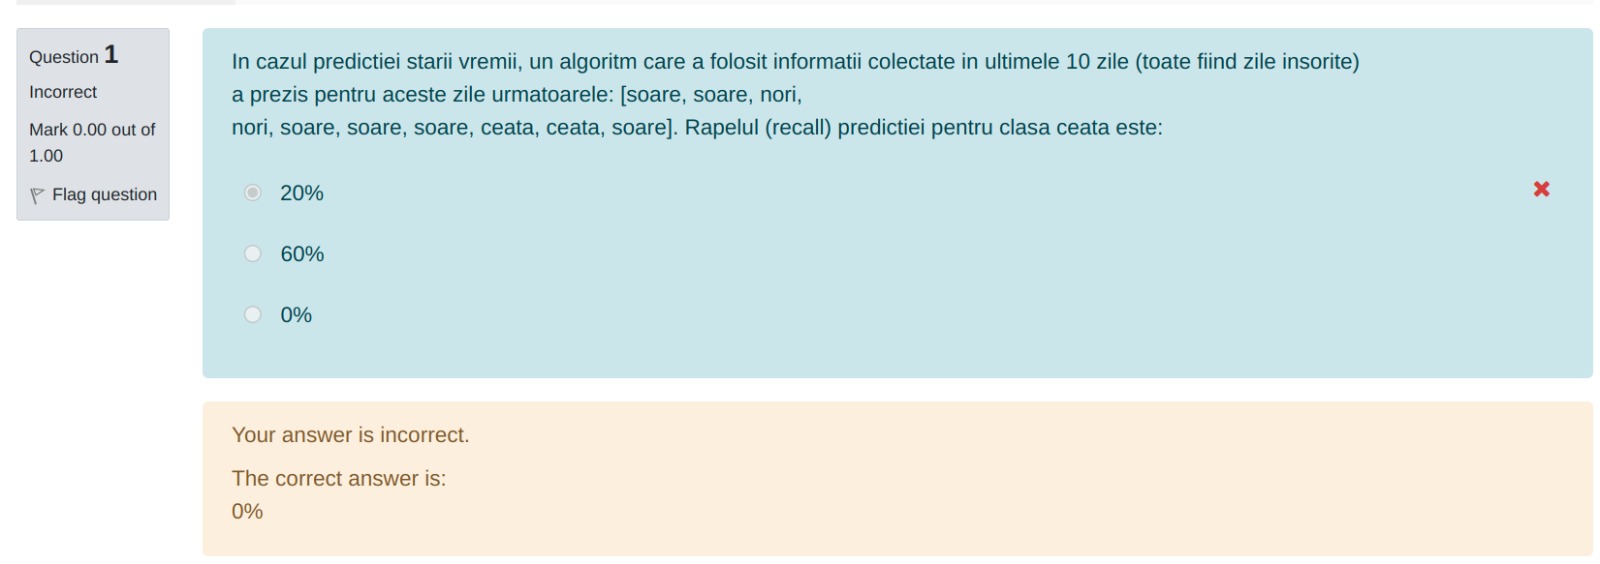 Question 1
Incorrect
Mark 0.00 out of
1.00
Flag question
In cazul predictiei starii vremii, un algoritm care a folosit informatii colectate in ultimele 10 zile (toate fiind zile insorite)
a prezis pentru aceste zile urmatoarele: [soare, soare, nori,
nori, soare, soare, soare, ceata, ceata, soare]. Rapelul (recall) predictiei pentru clasa ceata este:
20%
60%
0%
Your answer is incorrect.
The correct answer is:
0%